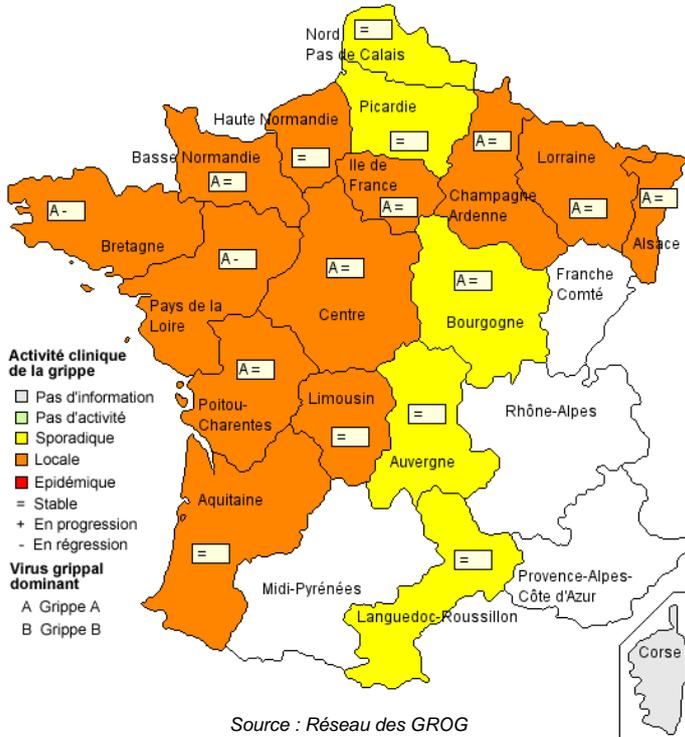 Nord
=
Pas de Calais
Picardie
=
Haute Normandie
=
Basse Normandie
A =
Ile de
France
A =
A =
Champagne
Ardenne
Lorraine
A =
A =
Alsace
A -
Bretagne
A -
Pays de la
Loire
A =
Centre
A =
Bourgogne
Franche
Comté
A =
Poitou-
Charentes
Limousin
=
=
Auvergne
Rhône-Alpes
Aquitaine
=
Midi-Pyrénées
=
Languedoc-Roussillon
Provence-Alpes-
Côte d'Azur
Corse
Activité clinique
de la grippe
Pas d'information
Pas d'activité
Sporadique
Locale
Epidémique
= Stable
+ En progression
- En régression
Virus grippal
dominant
A Grippe A
B Grippe B
Source : Réseau des GROG